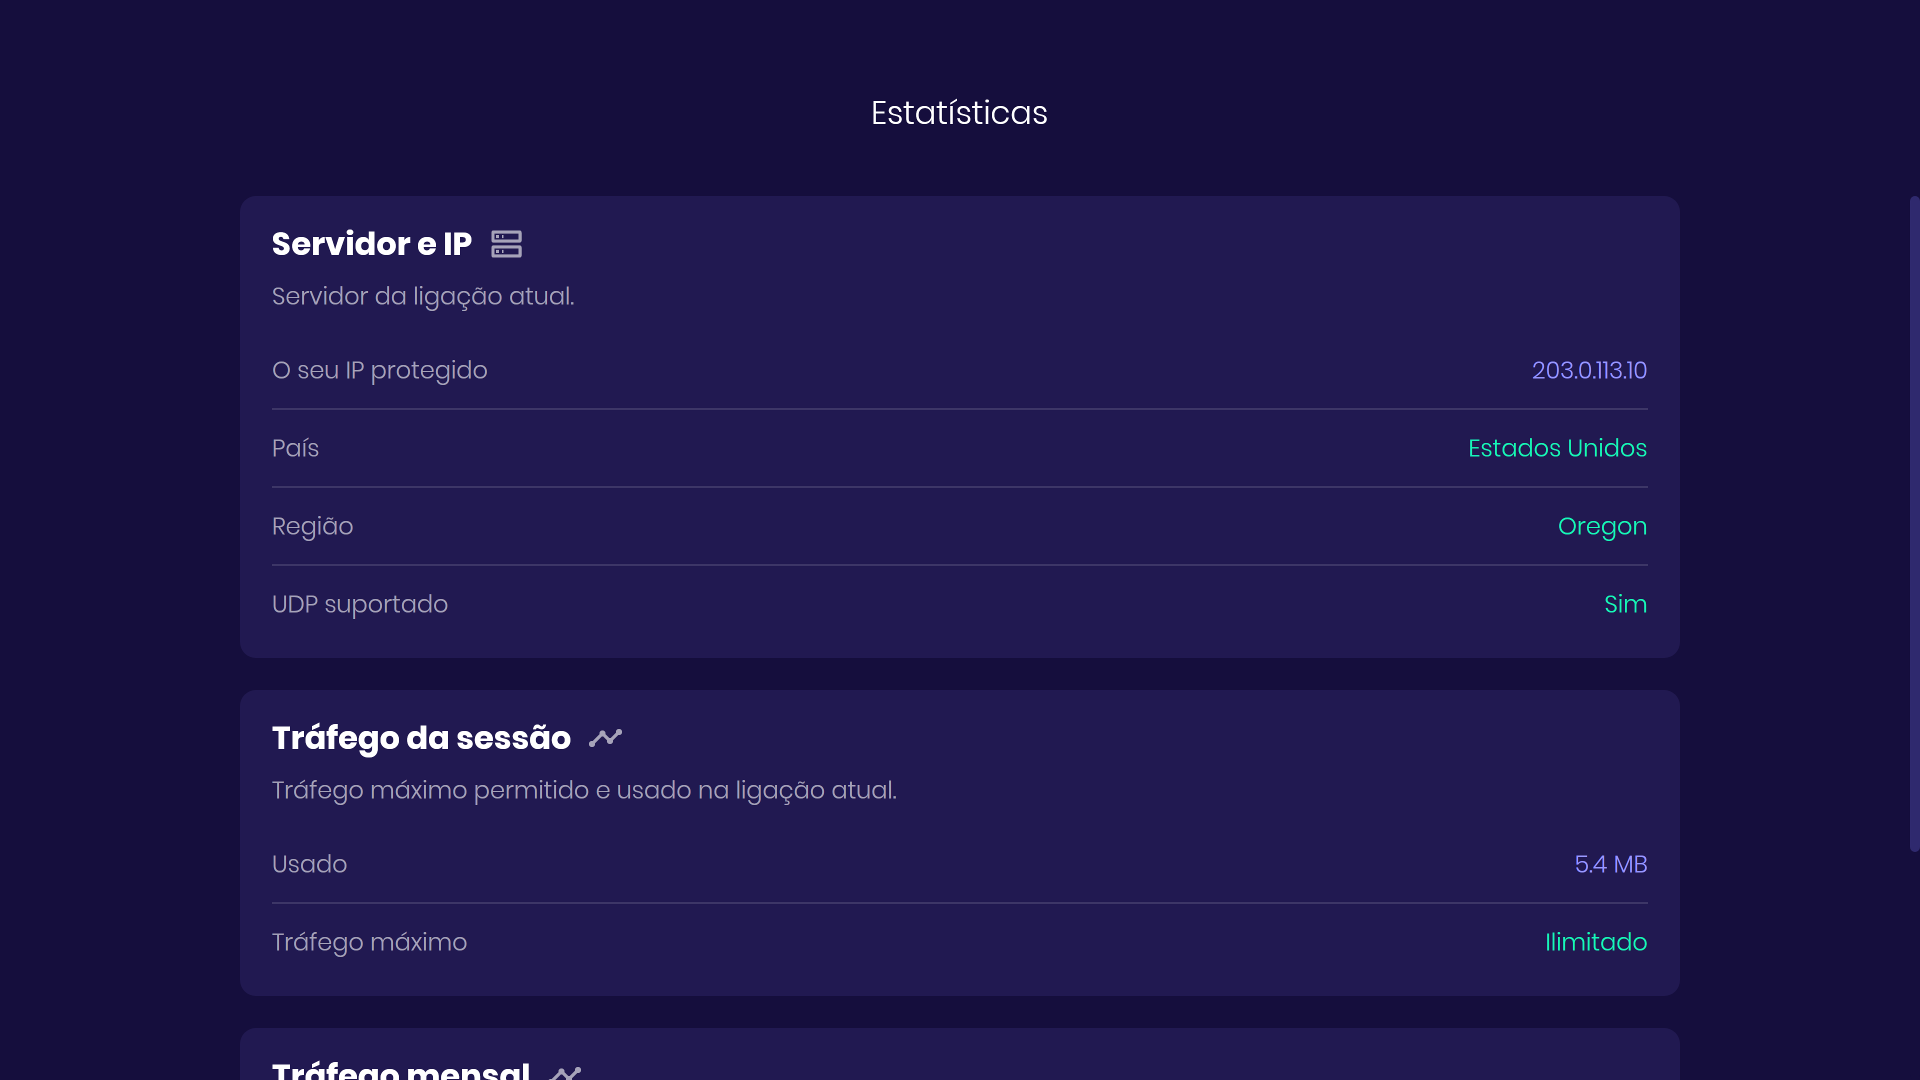 Estatísticas
Servidor e IP
Servidor da ligação atual.
O seu IP protegido 203.0.113.10
País Estados Unidos
Região Oregon
UDP suportado Sim
Tráfego da sessão
Tráfego máximo permitido e usado na ligação atual.
Usado 5.4 MB
Tráfego máximo Ilimitado
Tráfego mensal